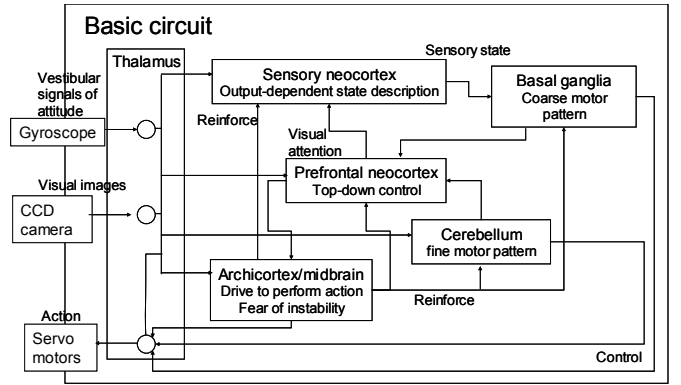 Basic circuit
Thalamus
Sensory state
Sensory neocortex
Output-dependent state description
Basal ganglia
Coarse motor
pattern
Vestibular
signals of
attitude
Gyroscope
Reinforce
Visual
attention
Prefrontal neocortex
Top-down control
Visual images
CCD
camera
Cerebellum
fine motor pattern
Archicortex/midbrain
Drive to perform action
Fear of instability
Reinforce
Action
Servo
motors
Control